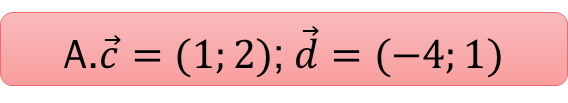 A. c⃗ = (1; 2); d⃗ = (−4; 1)